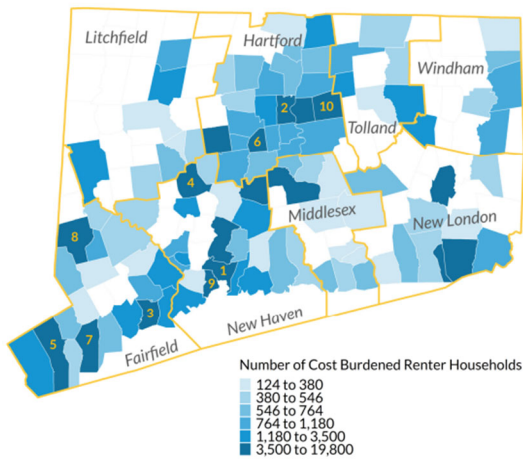 Litchfield
Hartford
Windham
2
10
Tolland
6
4
Middlesex
New London
8
1
9
3
5
7
Fairfield
New Haven
Number of Cost Burdened Renter Households
124 to 380
380 to 546
546 to 764
764 to 1,180
1,180 to 3,500
3,500 to 19,800